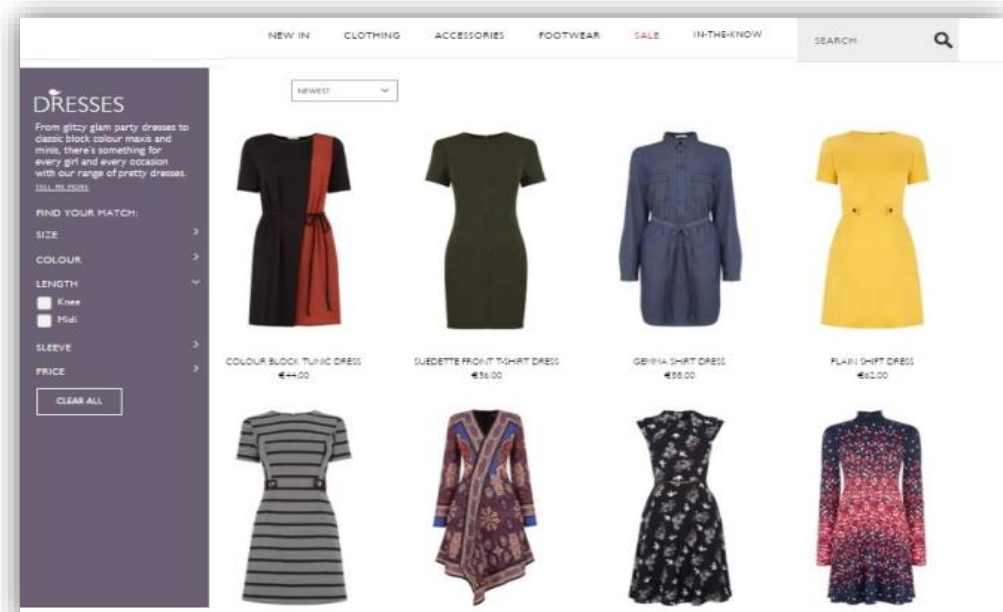 NEW IN CLOTHING ACCESSORIES FOOTWEAR SALE IN-THE-KNOW SEARCH
NEWEST
DRESSES
From glitzy glam party dresses to
classic block colour maxis and
minis, there's something for
every girl and every occasion
with our range of pretty dresses.
TELL ME MORE
FIND YOUR MATCH:
SIZE
COLOUR
LENGTH
Knee
Midi
SLEEVE
PRICE
CLEAR ALL
COLOUR BLOCK TUNIC DRESS
€44.00
SUEDETTE FRONT T-SHIRT DRESS
€56.00
GEMMA SHIRT DRESS
€58.00
PLAIN SHIFT DRESS
€62.00